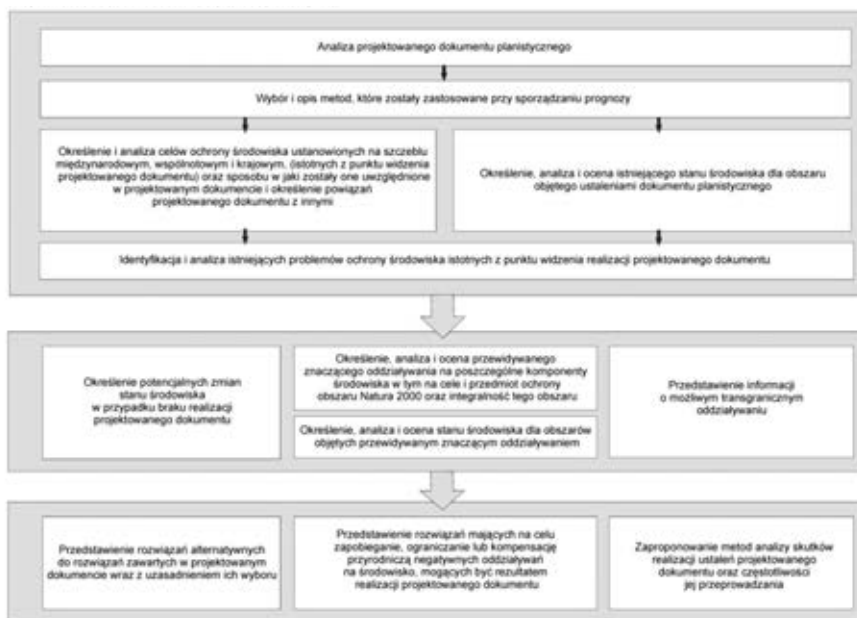 Analiza projektowanego dokumentu planistycznego
Wybór i opis metod, które zostały zastosowane przy sporządzaniu prognozy
Określenie i analiza celów ochrony środowiska ustanowionych na szczeblu
międzynarodowym, wspólnotowym i krajowym, (istotnych z punktu widzenia
projektowanego dokumentu) oraz sposobu w jaki zostały one uwzględnione
w projektowanym dokumencie i określenie powiązań
projektowanego dokumentu z innymi
Określenie, analiza i ocena istniejącego stanu środowiska dla obszaru
objętego ustaleniami dokumentu planistycznego
Identyfikacja i analiza istniejących problemów ochrony środowiska istotnych z punktu widzenia realizacji projektowanego dokumentu
Określenie potencjalnych zmian
stanu środowiska
w przypadku braku realizacji
projektowanego dokumentu
Określenie, analiza i ocena przewidywanego
znaczącego oddziaływania na poszczególne komponenty
środowiska w tym na cele i przedmiot ochrony
obszaru Natura 2000 oraz integralność tego obszaru
Określenie, analiza i ocena stanu środowiska dla obszarów
objętych przewidywanym znaczącym oddziaływaniem
Przedstawienie informacji
o możliwym transgranicznym
oddziaływaniu
Przedstawienie rozwiązań alternatywnych
do rozwiązań zawartych w projektowanym
dokumencie wraz z uzasadnieniem ich wyboru
Przedstawienie rozwiązań mających na celu
zapobieganie, ograniczanie lub kompensację
przyrodniczą negatywnych oddziaływań
na środowisko, mogących być rezultatem
realizacji projektowanego dokumentu
Zaproponowanie metod analizy skutków
realizacji ustaleń projektowanego
dokumentu oraz częstotliwości
jej przeprowadzania